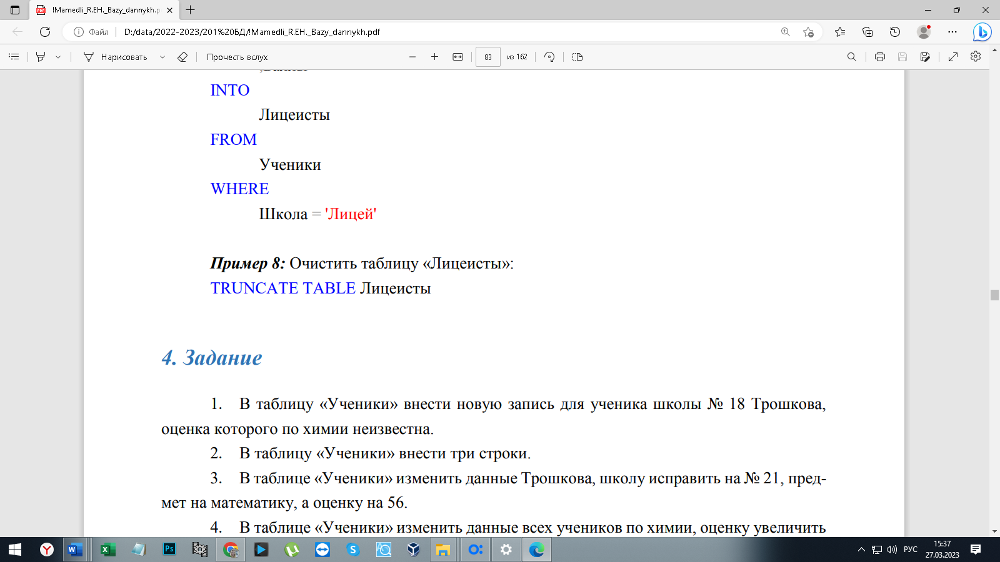 !Mamedli_R.EH._Bazy_dannykh.p
Файл
D:/data/2022-2023/201%20БД/!Mamedli_R.EH._Bazy_dannykh.pdf
Нарисовать
Прочесть вслух
83
из 162
INTO
Лицеисты
FROM
Ученики
WHERE
Школа = 'Лицей'
Пример 8: Очистить таблицу «Лицеисты»:
TRUNCATE TABLE Лицеисты
4. Задание
1. В таблицу «Ученики» внести новую запись для ученика школы № 18 Трошкова,
оценка которого по химии неизвестна.
2. В таблицу «Ученики» внести три строки.
3. В таблице «Ученики» изменить данные Трошкова, школу исправить на № 21, пред-
мет на математику, а оценку на 56.
4. В таблице «Ученики» изменить данные всех учеников по химии, оценку увеличить
РУС
15:37
27.03.2023